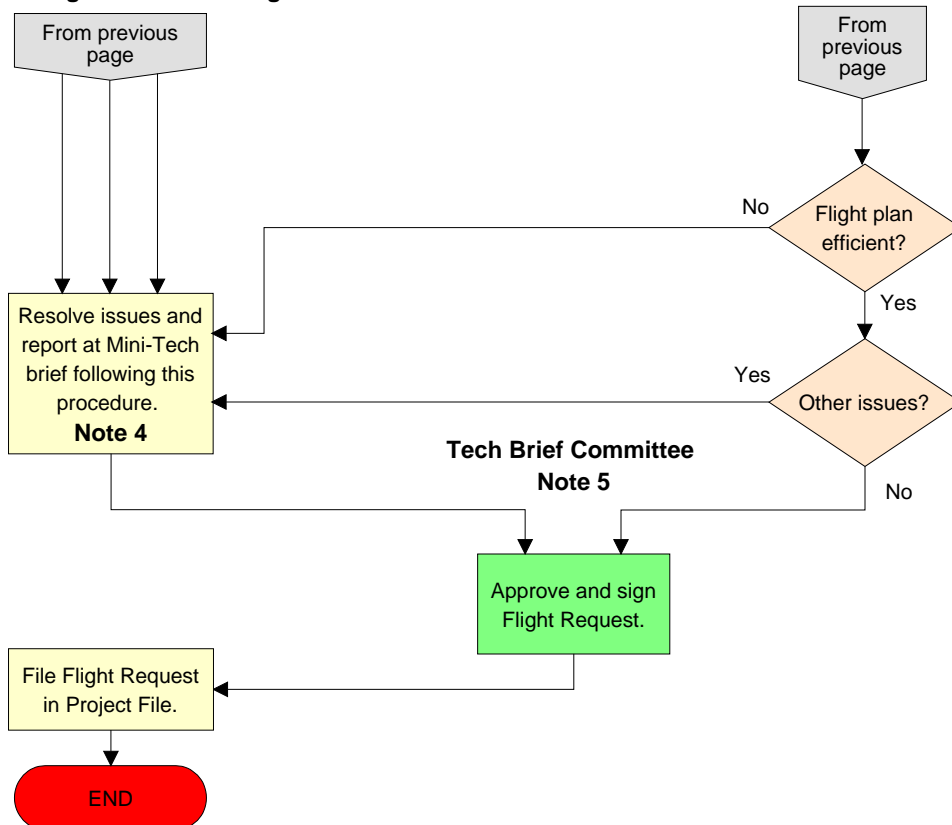 From previous
page
From
previous
page
No
Flight plan
efficient?
Yes
Resolve issues and
report at Mini-Tech
brief following this
procedure.
Note 4
Yes
Other issues?
Tech Brief Committee
Note 5
No
Approve and sign
Flight Request.
File Flight Request
in Project File.
END